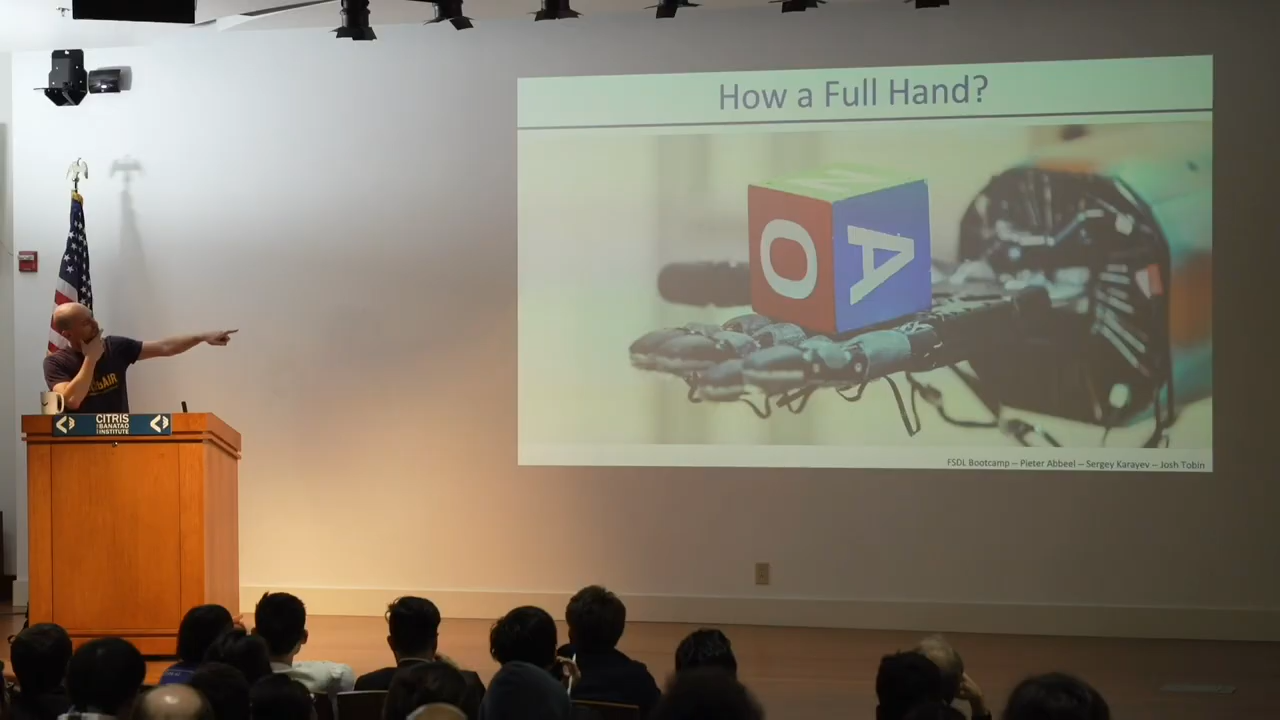 How a Full Hand?
O
A
FSDL Bootcamp – Pieter Abbeel – Sergey Karayev – Josh Tobin
CITRIS
BANATAO
INSTITUTE